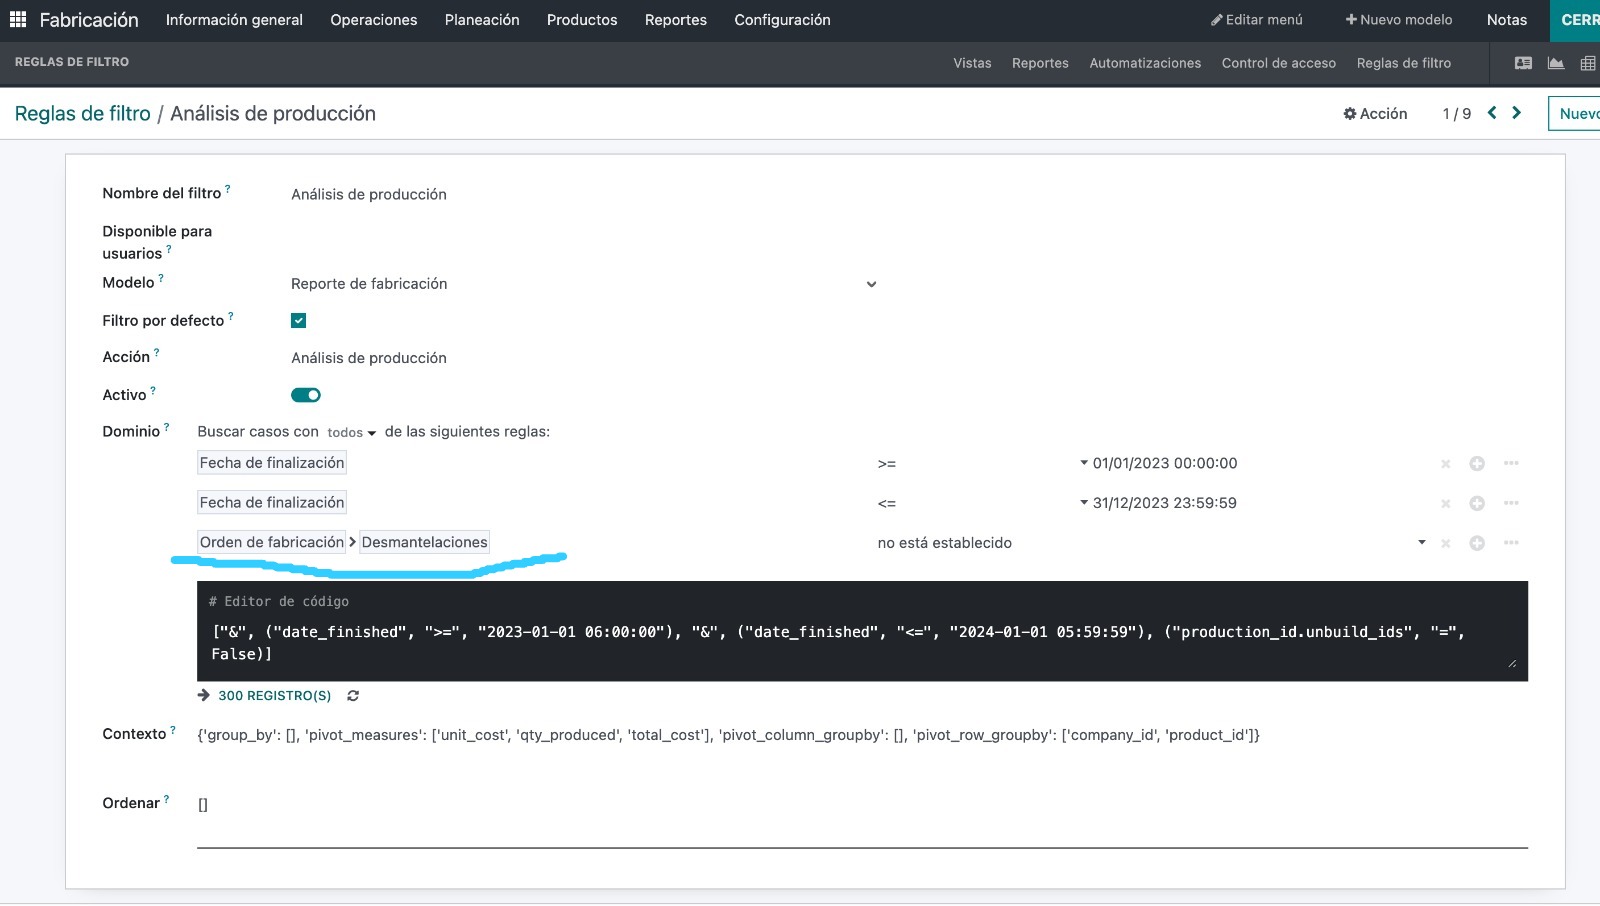 Fabricación Información general Operaciones Planeación Productos Reportes Configuración Editar menú Nuevo modelo Notas CERR
REGLAS DE FILTRO Vistas Reportes Automatizaciones Control de acceso Reglas de filtro
Reglas de filtro / Análisis de producción Acción 1 / 9 Nuevo
Nombre del filtro ? Análisis de producción
Disponible para
usuarios ?
Modelo ? Reporte de fabricación
Filtro por defecto ?
Acción ? Análisis de producción
Activo ?
Dominio ? Buscar casos con todos de las siguientes reglas:
Fecha de finalización >= 01/01/2023 00:00:00
Fecha de finalización <= 31/12/2023 23:59:59
Orden de fabricación > Desmantelaciones no está establecido
# Editor de código
["&", ("date_finished", ">=", "2023-01-01 06:00:00"), "&", ("date_finished", "<=", "2024-01-01 05:59:59"), ("production_id.unbuild_ids", "=",
False)]
300 REGISTRO(S)
Contexto ? {'group_by': [], 'pivot_measures': ['unit_cost', 'qty_produced', 'total_cost'], 'pivot_column_groupby': [], 'pivot_row_groupby': ['company_id', 'product_id']}
Ordenar ? []